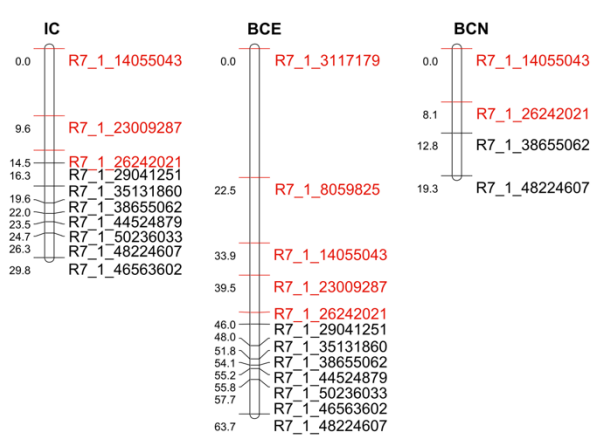 IC
0.0 R7_1_14055043
9.6 R7_1_23009287
14.5 R7_1_26242021
16.3 R7_1_29041251
19.6 R7_1_35131860
22.0 R7_1_38655062
23.5 R7_1_44524879
24.7 R7_1_50236033
26.3 R7_1_48224607
29.8 R7_1_46563602
BCE
0.0 R7_1_3117179
22.5 R7_1_8059825
33.9 R7_1_14055043
39.5 R7_1_23009287
46.0 R7_1_26242021
48.0 R7_1_29041251
51.8 R7_1_35131860
54.1 R7_1_38655062
55.2 R7_1_44524879
55.8 R7_1_50236033
57.7 R7_1_46563602
63.7 R7_1_48224607
BCN
0.0 R7_1_14055043
8.1 R7_1_26242021
12.8 R7_1_38655062
19.3 R7_1_48224607